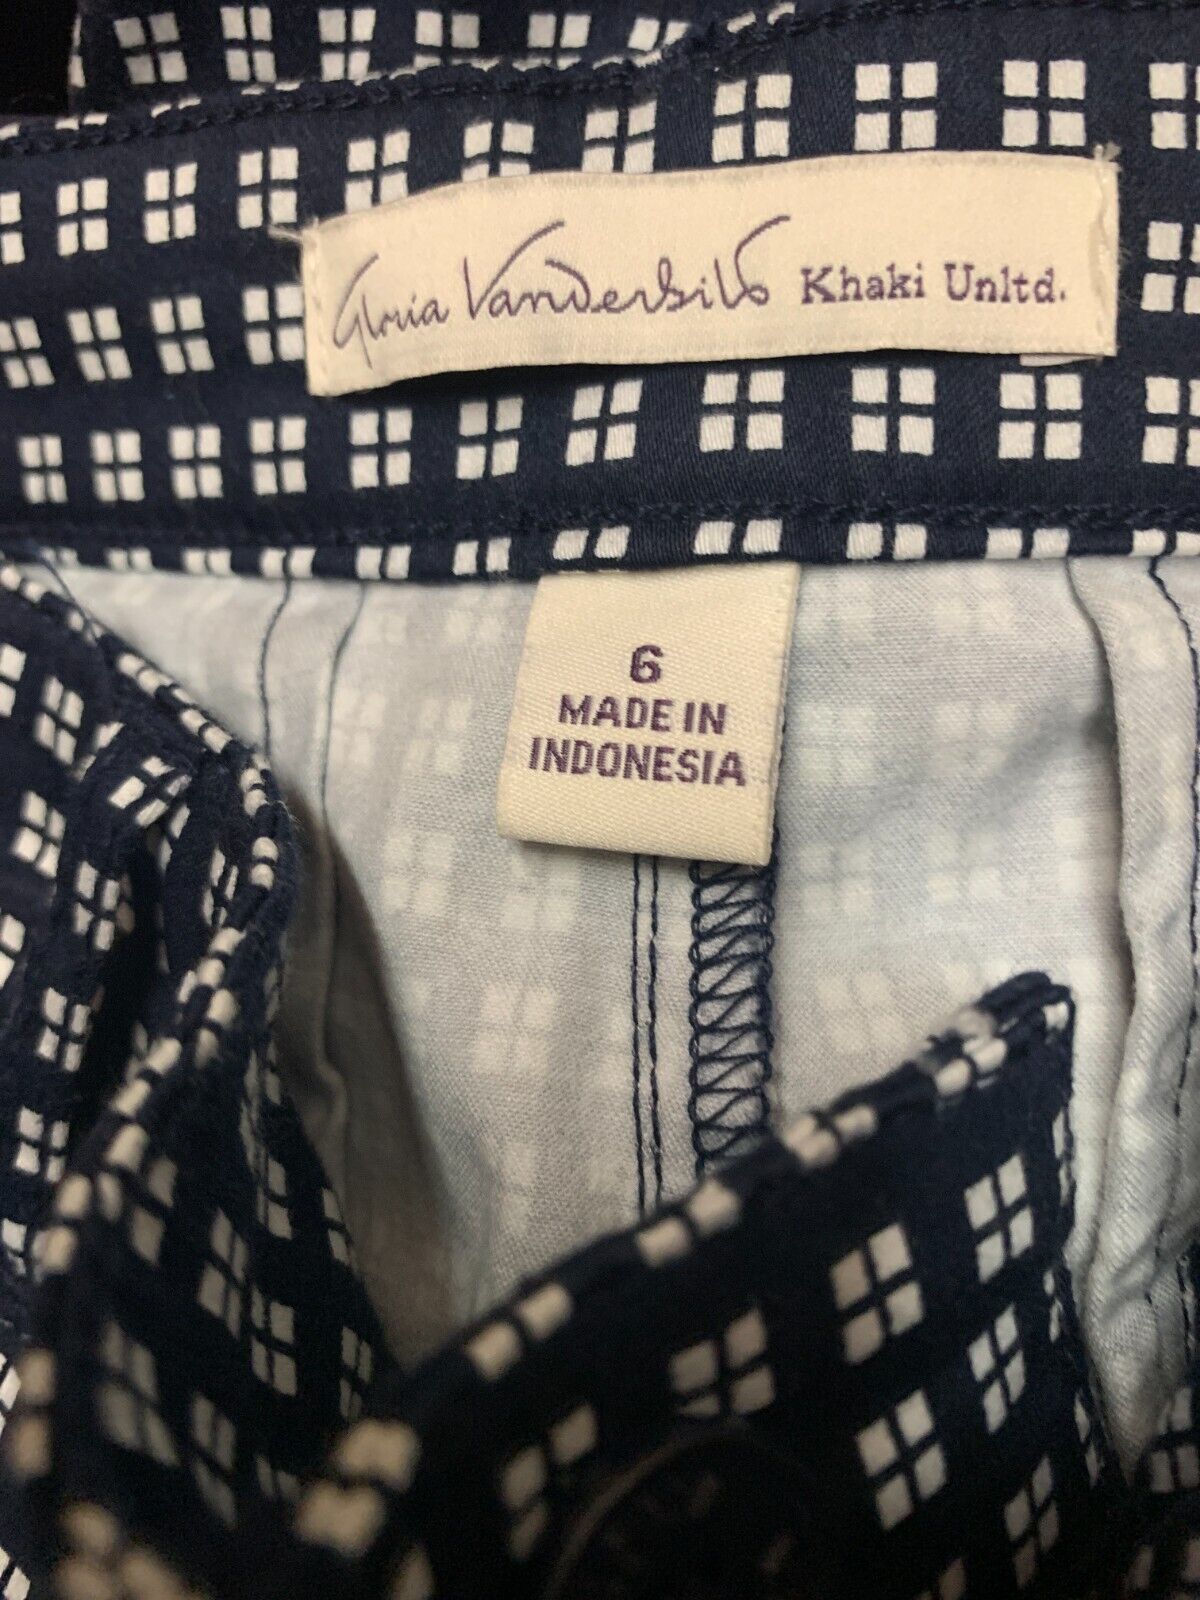 Gloria Vanderbilt Khaki Unltd.
6
MADE IN
INDONESIA